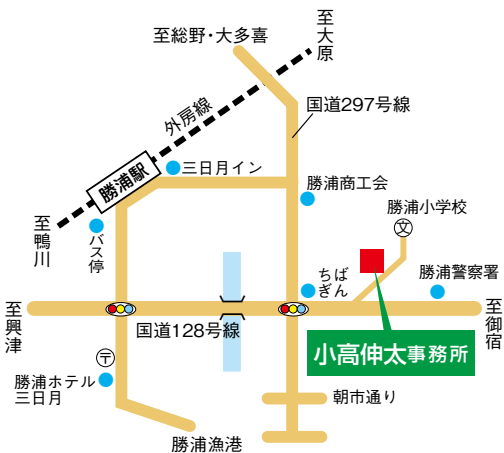 至総野・大多喜
至大原
外房線
国道297号線
三日月イン
勝浦駅
勝浦商工会
勝浦小学校
文
至鴨川
バス停
ちば
ぎん
勝浦警察署
至興津
国道128号線
至御宿
小高伸太事務所
〒
勝浦ホテル
三日月
朝市通り
勝浦漁港